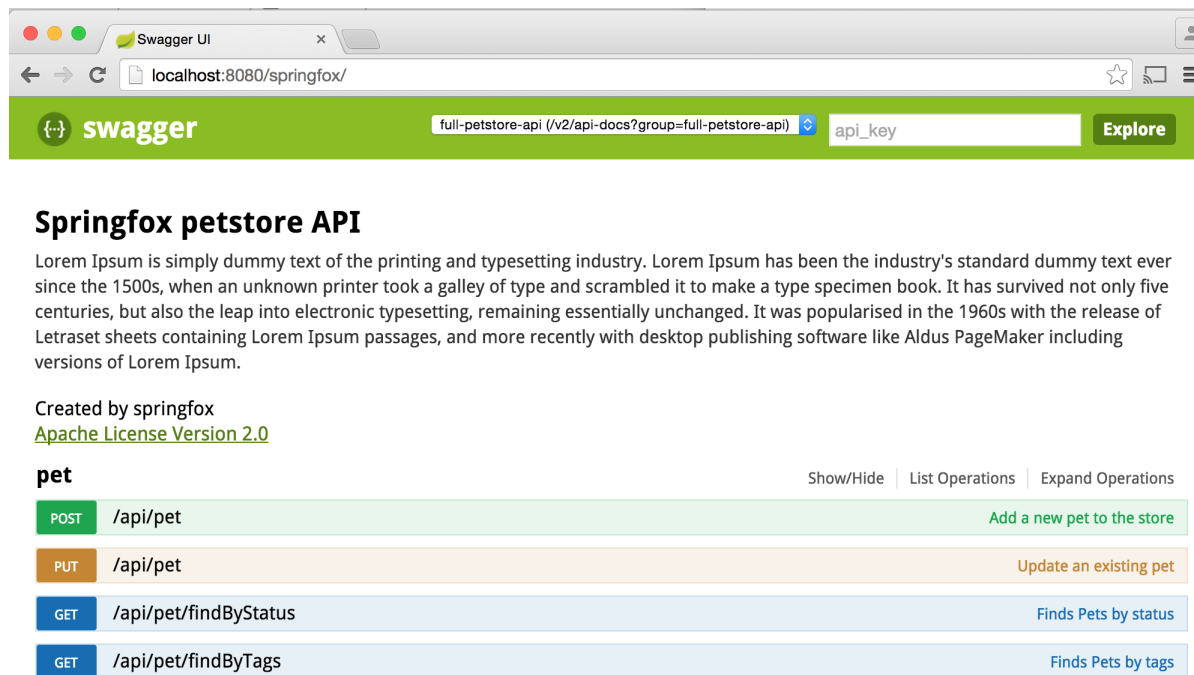 Swagger UI
localhost:8080/springfox/
swagger
full-petstore-api (/v2/api-docs?group=full-petstore-api)
api_key
Explore
Springfox petstore API
Lorem Ipsum is simply dummy text of the printing and typesetting industry. Lorem Ipsum has been the industry's standard dummy text ever
since the 1500s, when an unknown printer took a galley of type and scrambled it to make a type specimen book. It has survived not only five
centuries, but also the leap into electronic typesetting, remaining essentially unchanged. It was popularised in the 1960s with the release of
Letraset sheets containing Lorem Ipsum passages, and more recently with desktop publishing software like Aldus PageMaker including
versions of Lorem Ipsum.
Created by springfox
Apache License Version 2.0
pet
Show/Hide
List Operations
Expand Operations
POST /api/pet Add a new pet to the store
PUT /api/pet Update an existing pet
GET /api/pet/findByStatus Finds Pets by status
GET /api/pet/findByTags Finds Pets by tags